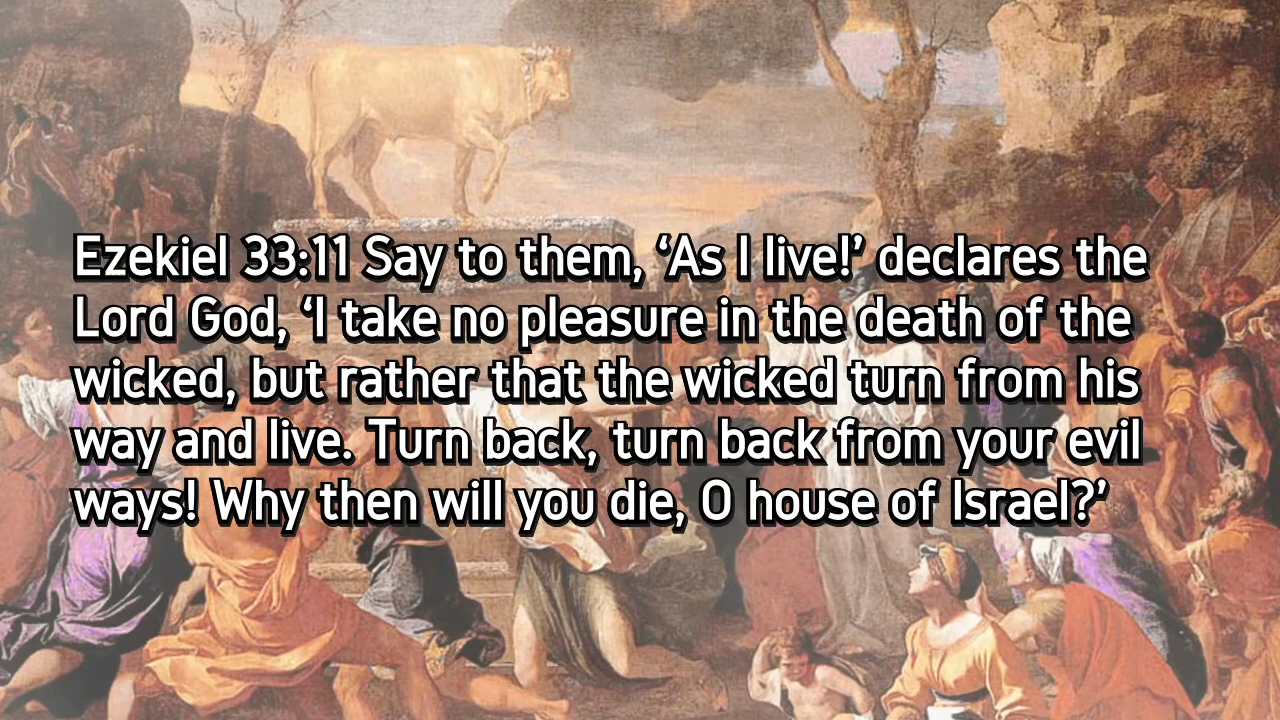 Ezekiel 33:11 Say to them, ‘As I live!’ declares the
Lord God, ‘I take no pleasure in the death of the
wicked, but rather that the wicked turn from his
way and live. Turn back, turn back from your evil
ways! Why then will you die, O house of Israel?’